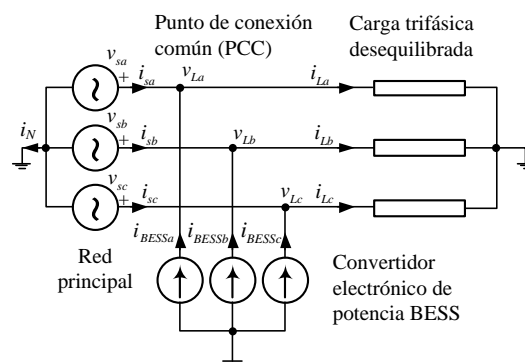 Punto de conexión
común (PCC)
Carga trifásica
desequilibrada
v_sa
+
i_sa
v_La
i_La
i_N
v_sb
+
i_sb
v_Lb
i_Lb
v_sc
+
i_sc
v_Lc
i_Lc
i_BESSa
i_BESSb
i_BESSc
Red
principal
Convertidor
electrónico de
potencia BESS